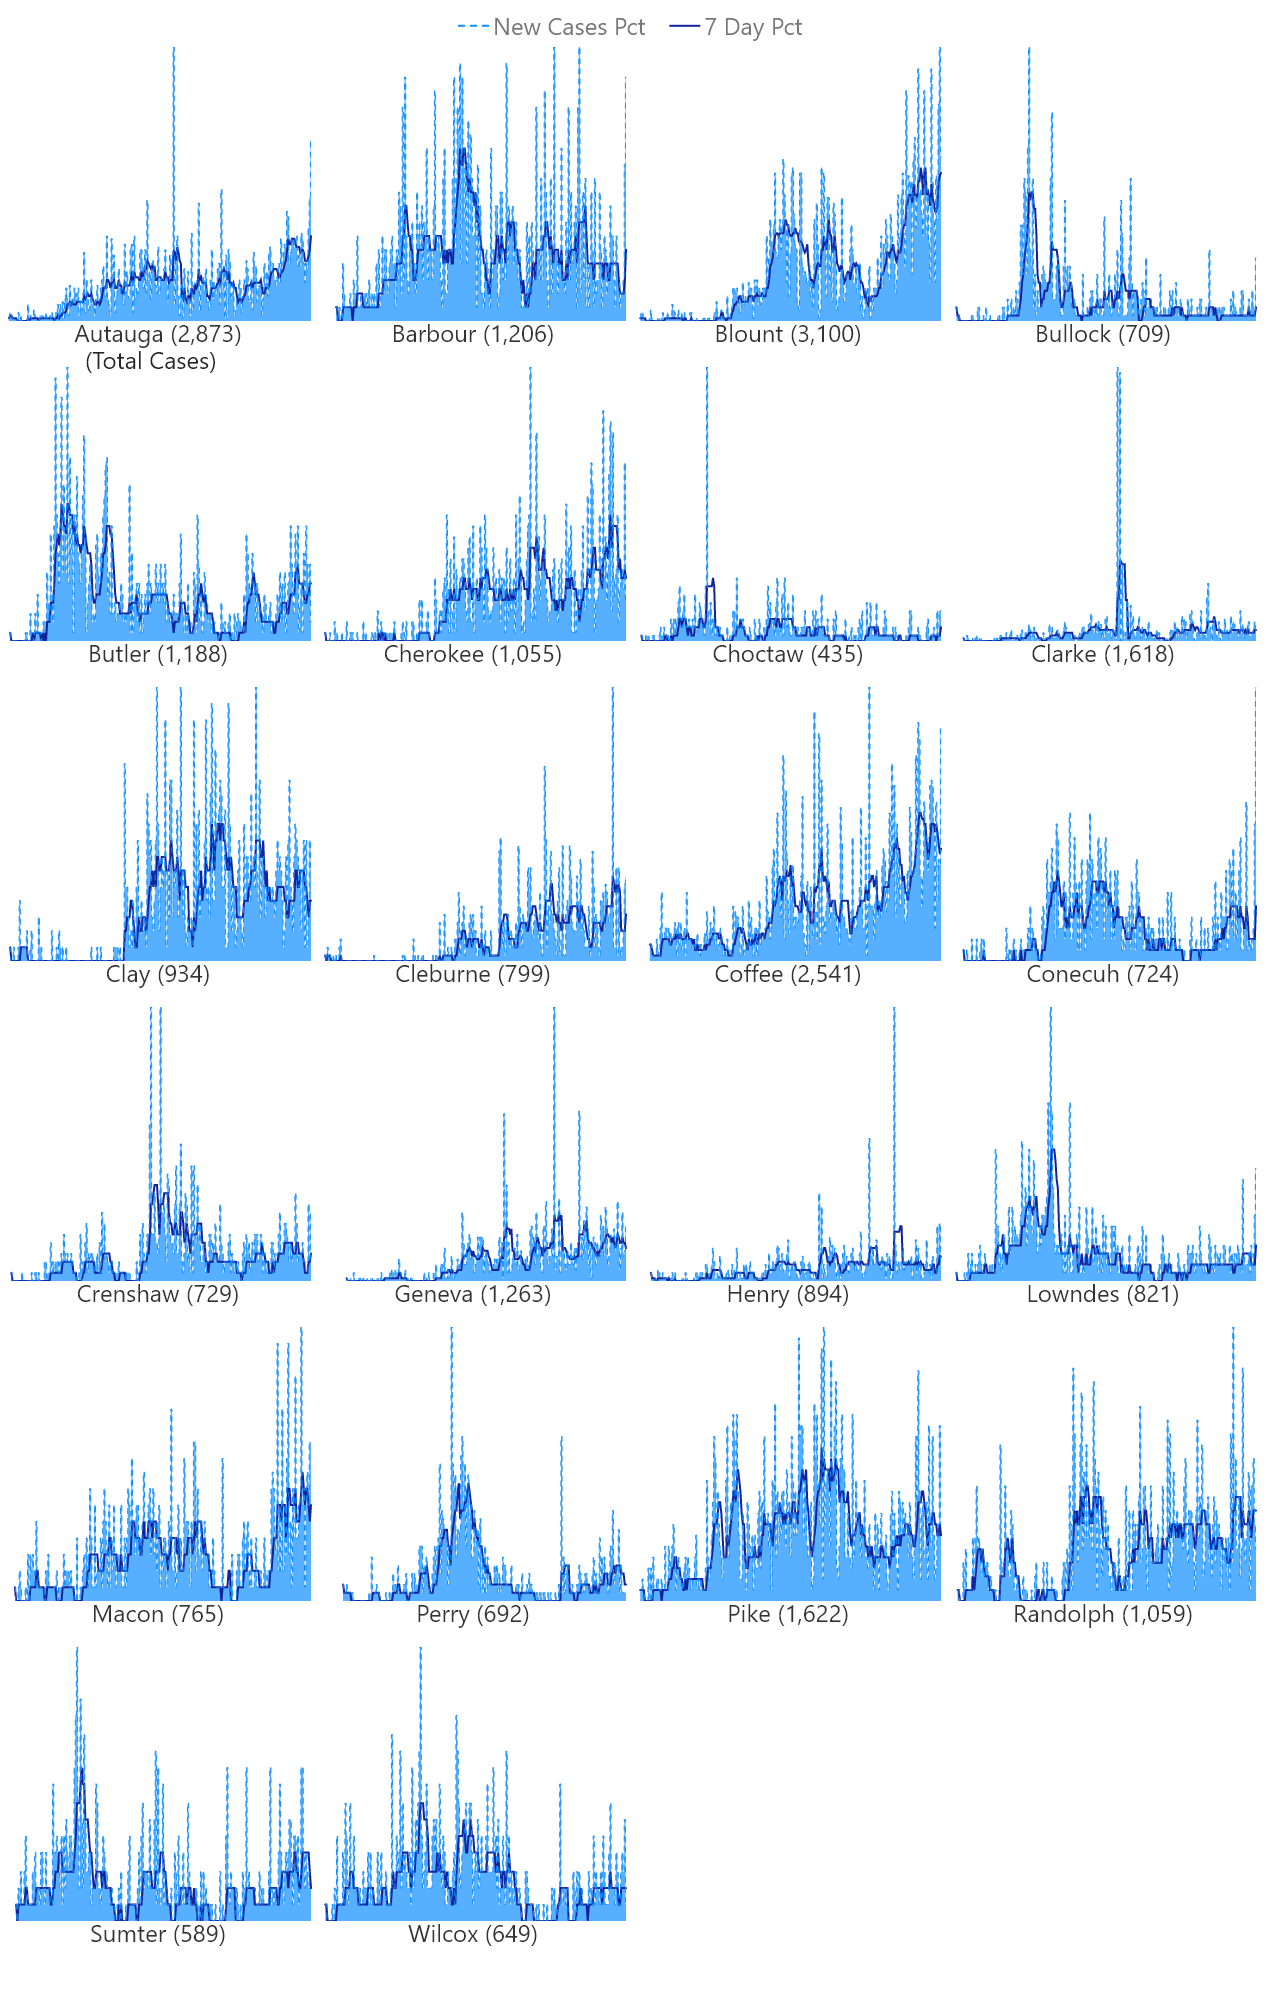 New Cases Pct 7 Day Pct
Autauga (2,873) Barbour (1,206) Blount (3,100) Bullock (709)
(Total Cases)
Butler (1,188) Cherokee (1,055) Choctaw (435) Clarke (1,618)
Clay (934) Cleburne (799) Coffee (2,541) Conecuh (724)
Crenshaw (729) Geneva (1,263) Henry (894) Lowndes (821)
Macon (765) Perry (692) Pike (1,622) Randolph (1,059)
Sumter (589) Wilcox (649)